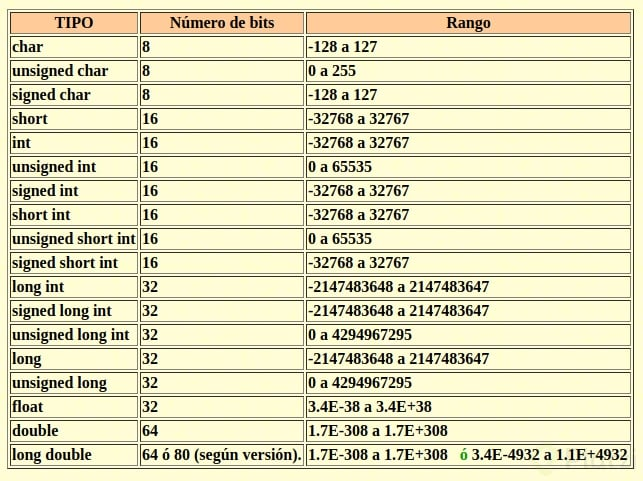 TIPO Número de bits Rango
char 8 -128 a 127
unsigned char 8 0 a 255
signed char 8 -128 a 127
short 16 -32768 a 32767
int 16 -32768 a 32767
unsigned int 16 0 a 65535
signed int 16 -32768 a 32767
short int 16 -32768 a 32767
unsigned short int 16 0 a 65535
signed short int 16 -32768 a 32767
long int 32 -2147483648 a 2147483647
signed long int 32 -2147483648 a 2147483647
unsigned long int 32 0 a 4294967295
long 32 -2147483648 a 2147483647
unsigned long 32 0 a 4294967295
float 32 3.4E-38 a 3.4E+38
double 64 1.7E-308 a 1.7E+308
long double 64 ó 80 (según versión). 1.7E-308 a 1.7E+308 ó 3.4E-4932 a 1.1E+4932